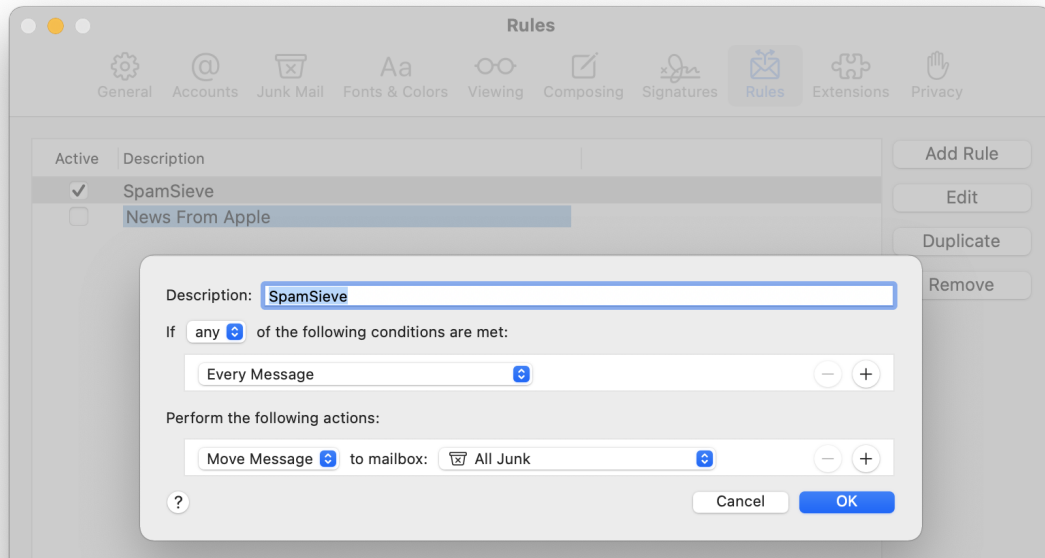 Rules
General Accounts Junk Mail Fonts & Colors Viewing Composing Signatures Rules Extensions Privacy
Active Description
Add Rule
SpamSieve
Edit
News From Apple
Duplicate
Remove
Description: SpamSieve
If any of the following conditions are met:
Every Message
Perform the following actions:
Move Message to mailbox: All Junk
? Cancel OK